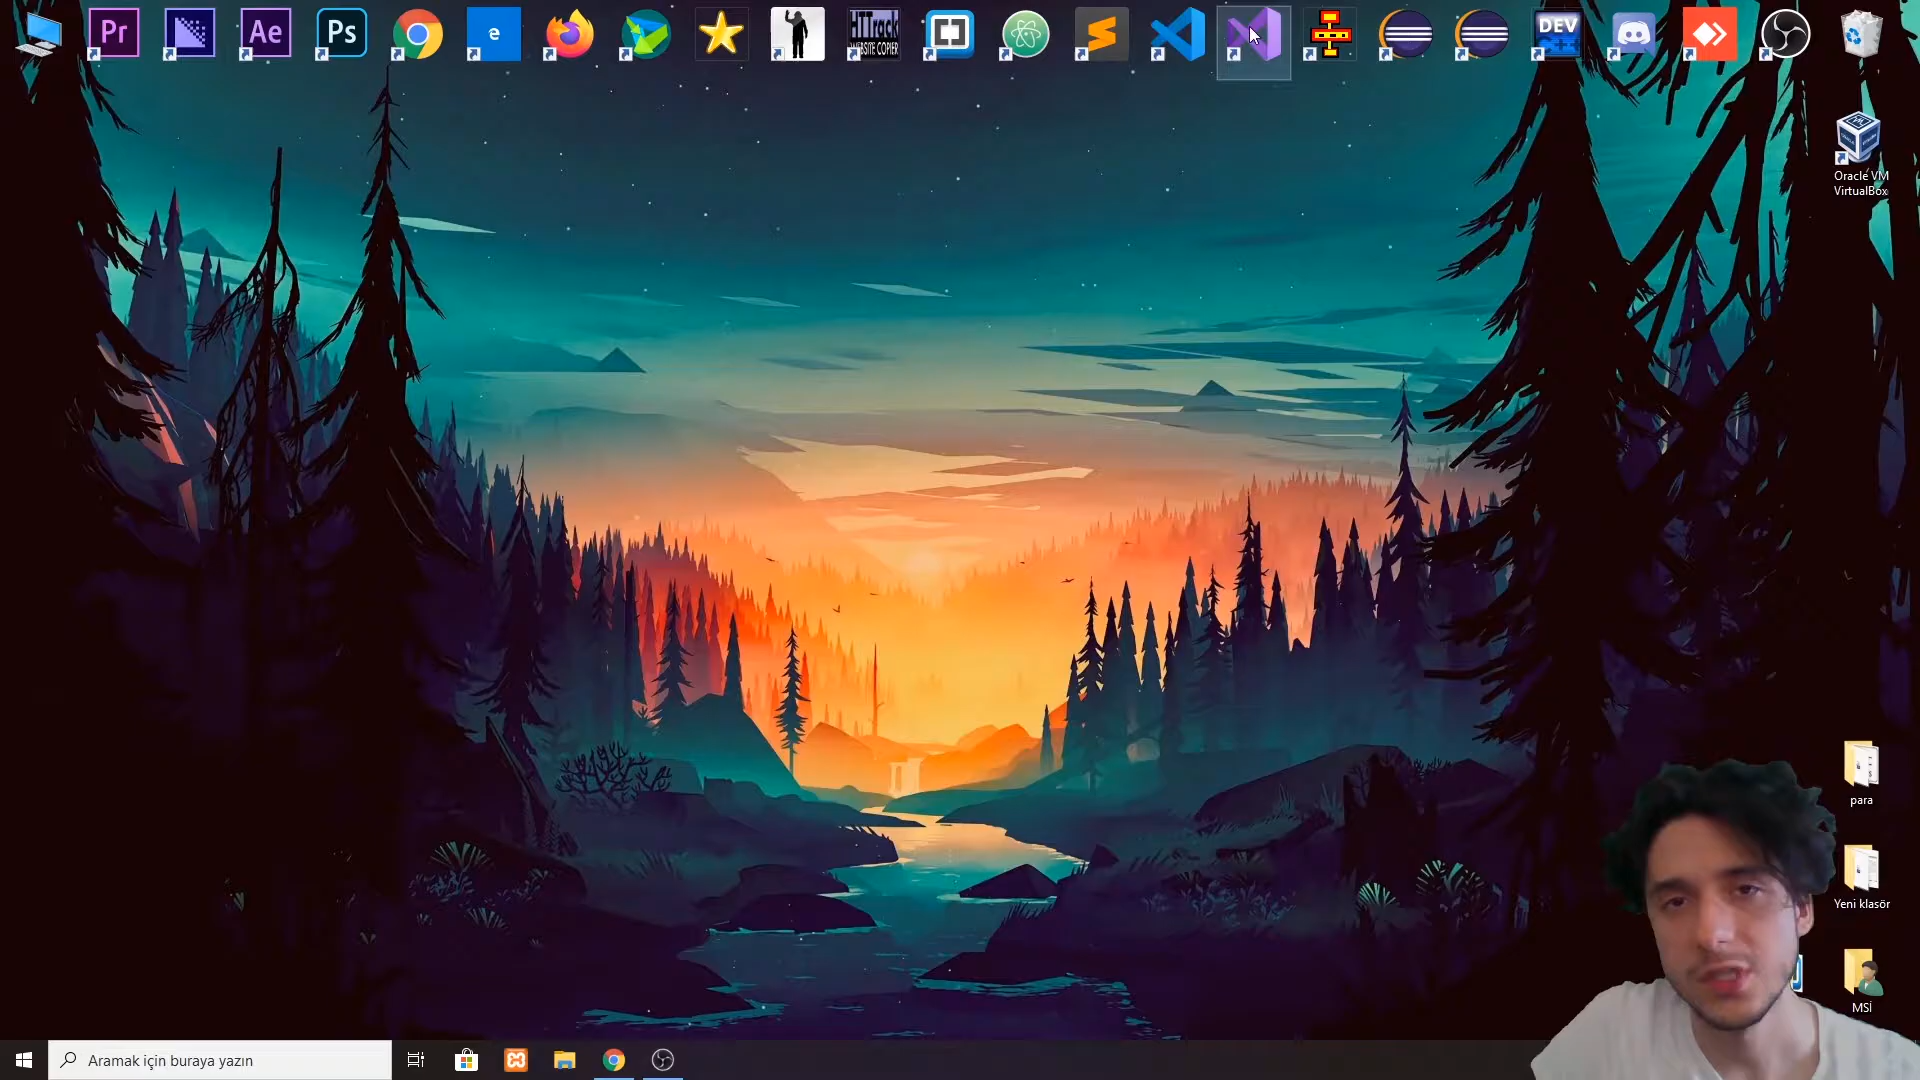 Pr
Ae
Ps
e
HTTrack
WEBSITE COPIER
DEV
C++
Oracle VM
VirtualBox
para
Yeni klasör
MSİ
Aramak için buraya yazın